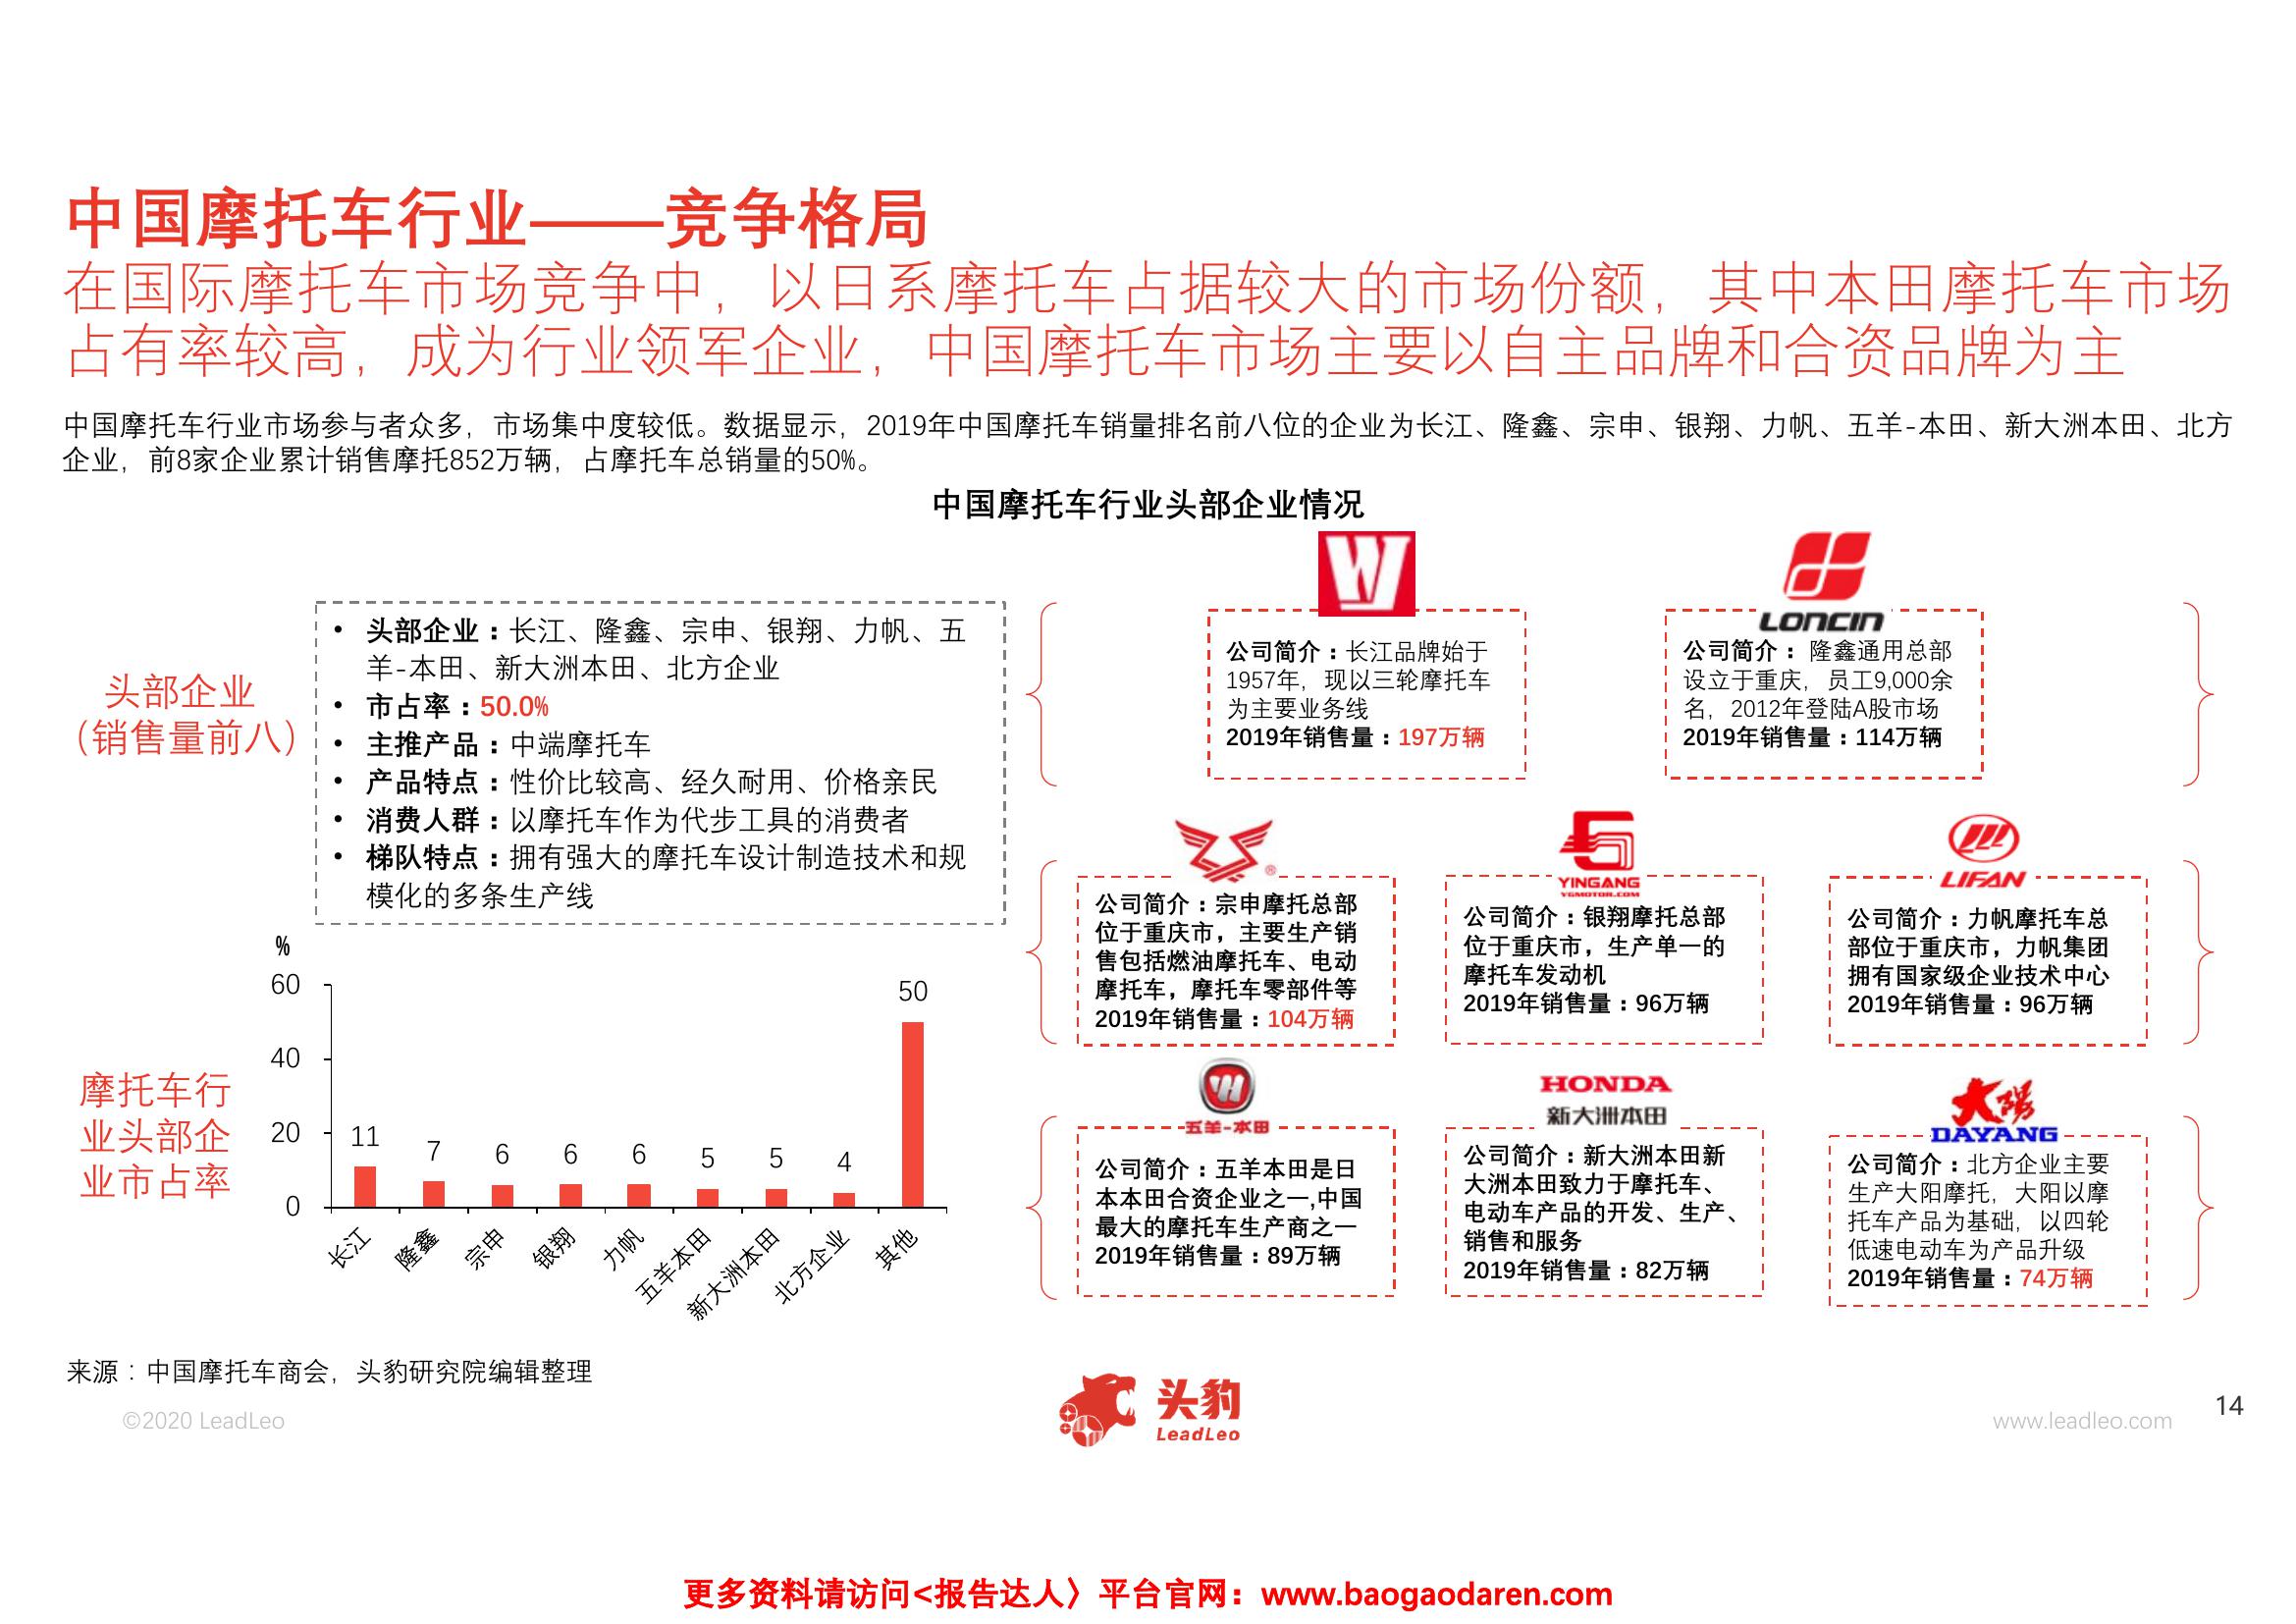 中国摩托车行业——竞争格局
在国际摩托车市场竞争中，以日系摩托车占据较大的市场份额，其中本田摩托车市场
占有率较高，成为行业领军企业，中国摩托车市场主要以自主品牌和合资品牌为主
中国摩托车行业市场参与者众多，市场集中度较低。数据显示，2019年中国摩托车销量排名前八位的企业为长江、隆鑫、宗申、银翔、力帆、五羊-本田、新大洲本田、北方
企业，前8家企业累计销售摩托852万辆，占摩托车总销量的50%。
中国摩托车行业头部企业情况
头部企业
（销售量前八）
• 头部企业：长江、隆鑫、宗申、银翔、力帆、五
羊-本田、新大洲本田、北方企业
• 市占率：50.0%
• 主推产品：中端摩托车
• 产品特点：性价比较高、经久耐用、价格亲民
• 消费人群：以摩托车作为代步工具的消费者
• 梯队特点：拥有强大的摩托车设计制造技术和规
模化的多条生产线
公司简介：长江品牌始于
1957年，现以三轮摩托车
为主要业务线
2019年销售量：197万辆
LONCIN
公司简介： 隆鑫通用总部
设立于重庆，员工9,000余
名，2012年登陆A股市场
2019年销售量：114万辆
®
公司简介：宗申摩托总部
位于重庆市，主要生产销
售包括燃油摩托车、电动
摩托车，摩托车零部件等
2019年销售量：104万辆
YINGANG
YGMOTOR.COM
公司简介：银翔摩托总部
位于重庆市，生产单一的
摩托车发动机
2019年销售量：96万辆
LIFAN
公司简介：力帆摩托车总
部位于重庆市，力帆集团
拥有国家级企业技术中心
2019年销售量：96万辆
五羊-本田
公司简介：五羊本田是日
本本田合资企业之一,中国
最大的摩托车生产商之一
2019年销售量：89万辆
HONDA
新大洲本田
公司简介：新大洲本田新
大洲本田致力于摩托车、
电动车产品的开发、生产、
销售和服务
2019年销售量：82万辆
大陽
DAYANG
公司简介：北方企业主要
生产大阳摩托，大阳以摩
托车产品为基础，以四轮
低速电动车为产品升级
2019年销售量：74万辆
摩托车行
业头部企
业市占率
%
60
40
20
0
11
7
6
6
6
5
5
4
50
长江
隆鑫
宗申
银翔
力帆
五羊本田
新大洲本田
北方企业
其他
来源：中国摩托车商会，头豹研究院编辑整理
©2020 LeadLeo
头豹
LeadLeo
www.leadleo.com
14
更多资料请访问<报告达人〉平台官网：www.baogaodaren.com